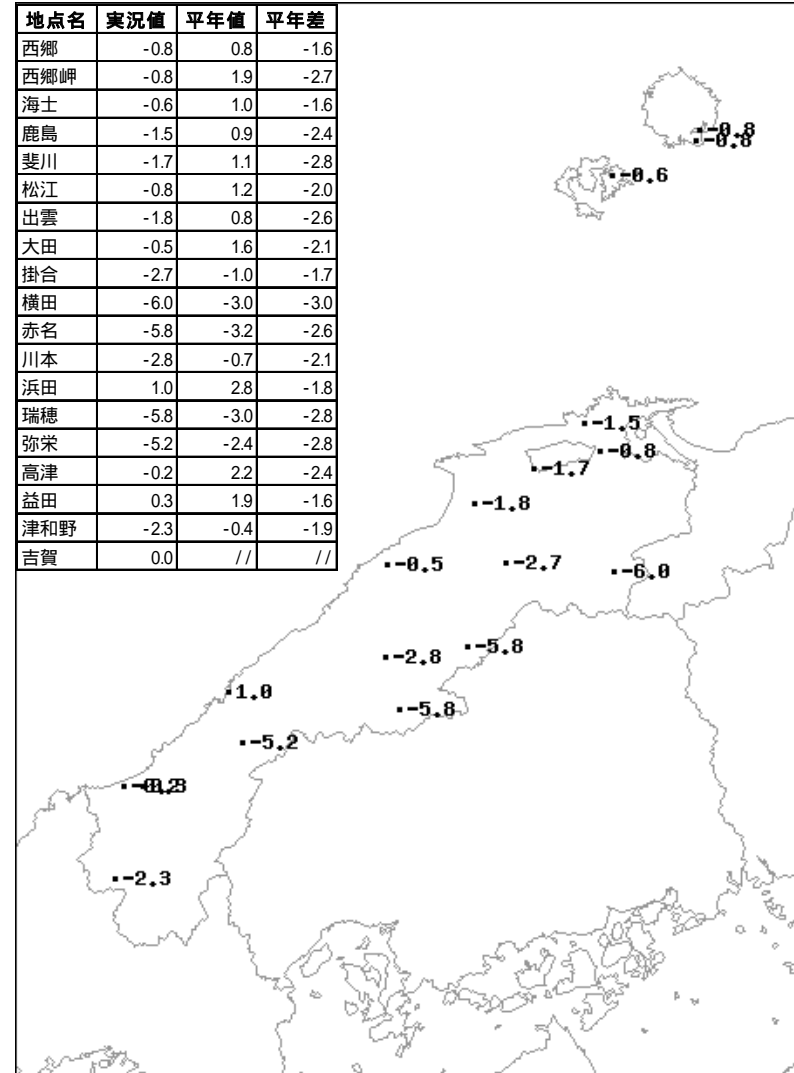 地点名 実況値 平年値 平年差
西郷 -0.8 0.8 -1.6
西郷岬 -0.8 1.9 -2.7
海士 -0.6 1.0 -1.6
鹿島 -1.5 0.9 -2.4
斐川 -1.7 1.1 -2.8
松江 -0.8 1.2 -2.0
出雲 -1.8 0.8 -2.6
大田 -0.5 1.6 -2.1
掛合 -2.7 -1.0 -1.7
横田 -6.0 -3.0 -3.0
赤名 -5.8 -3.2 -2.6
川本 -2.8 -0.7 -2.1
浜田 1.0 2.8 -1.8
瑞穂 -5.8 -3.0 -2.8
弥栄 -5.2 -2.4 -2.8
高津 -0.2 2.2 -2.4
益田 0.3 1.9 -1.6
津和野 -2.3 -0.4 -1.9
吉賀 0.0 // //
-0.8
-0.8
-0.6
-1.5
-0.8
-1.7
-1.8
-0.5 -2.7 -6.0
-5.8
-2.8
1.0
-5.8
-5.2
-2.3